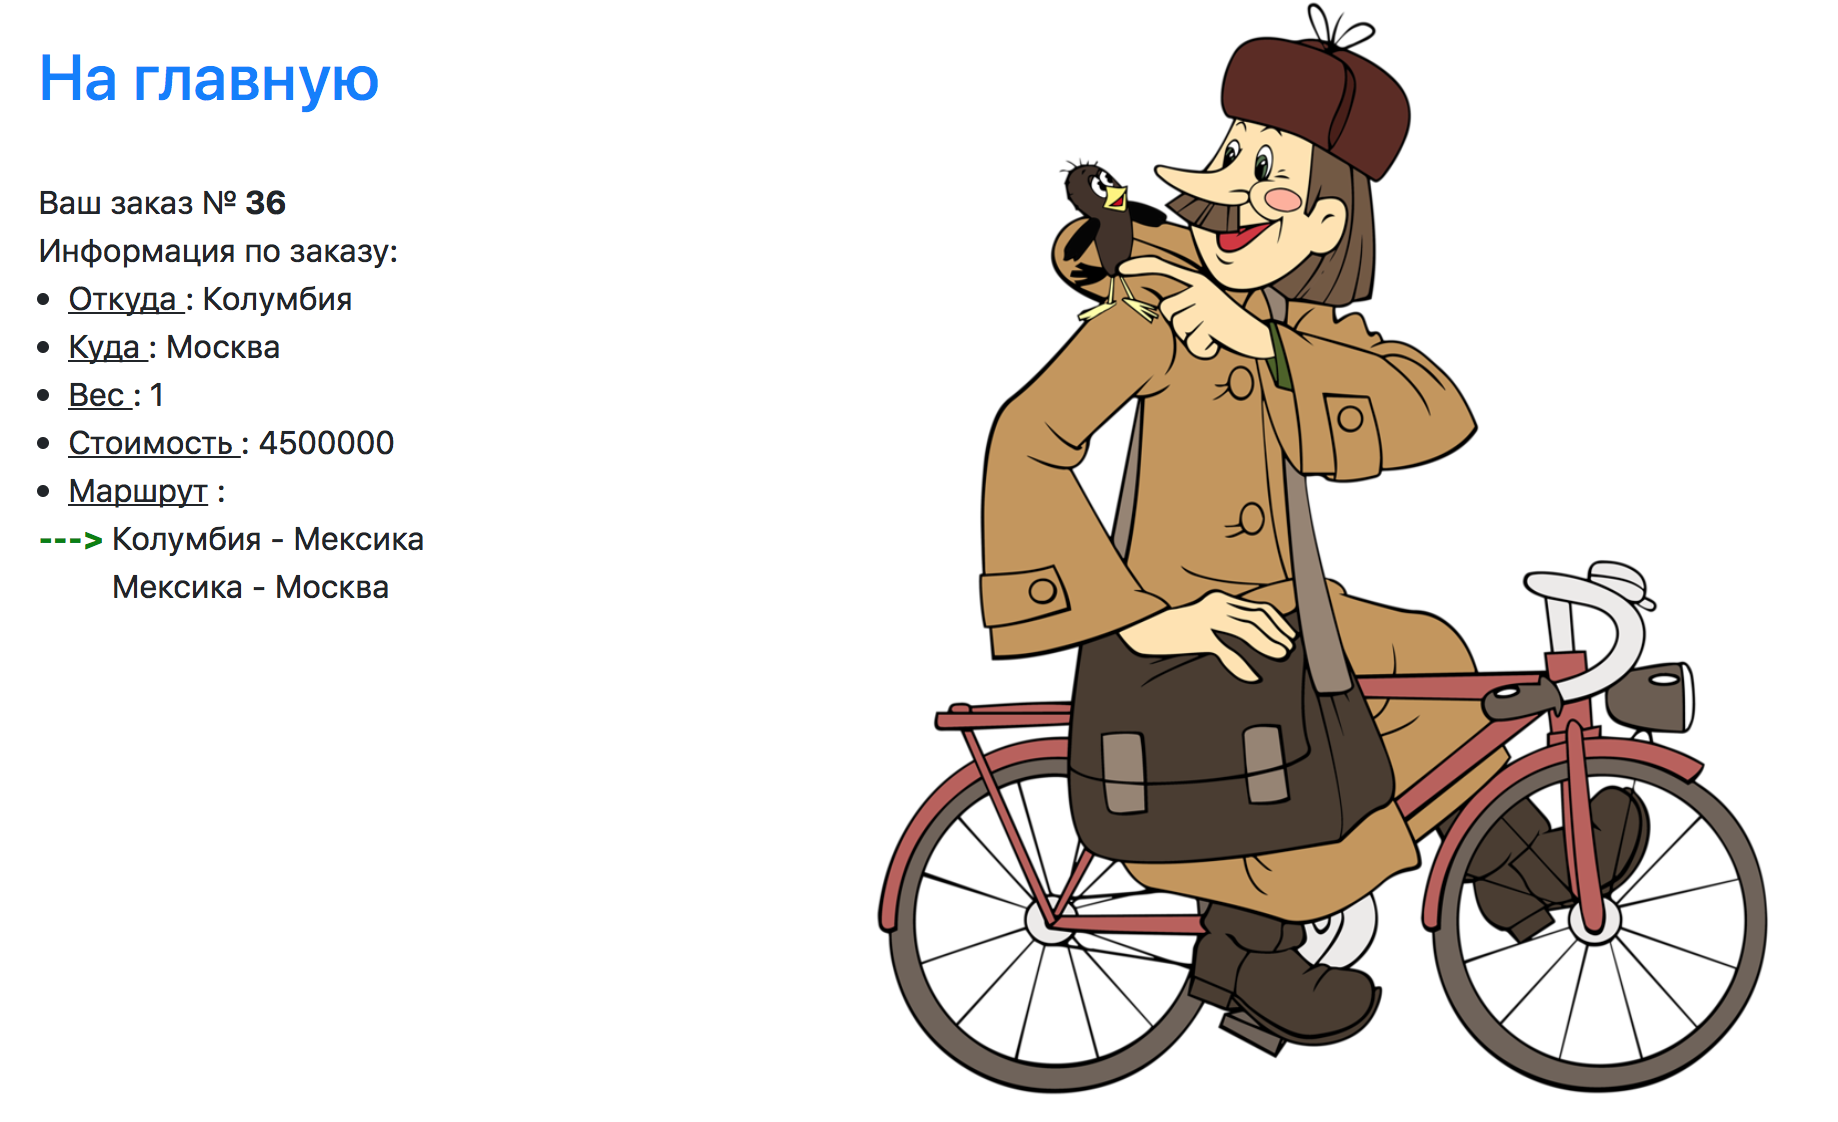 На главную
Ваш заказ № 36
Информация по заказу:
• Откуда : Колумбия
• Куда : Москва
• Вес : 1
• Стоимость : 4500000
• Маршрут :
---> Колумбия - Мексика
Мексика - Москва